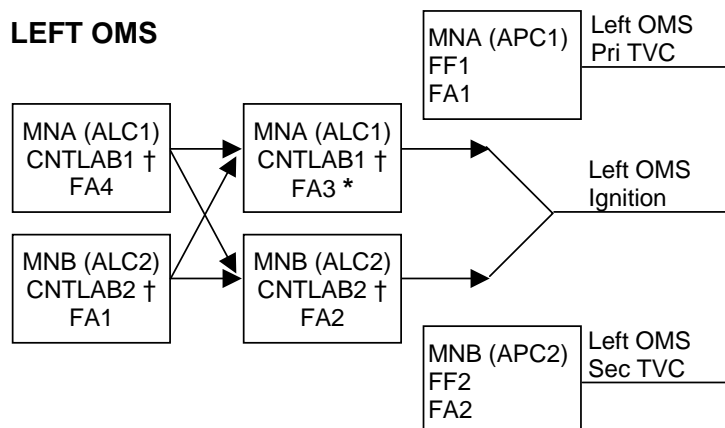 LEFT OMS
MNA (APC1)
FF1
FA1
Left OMS
Pri TVC
MNA (ALC1)
CNTLAB1 †
FA4
MNA (ALC1)
CNTLAB1 †
FA3 *
Left OMS
Ignition
MNB (ALC2)
CNTLAB2 †
FA1
MNB (ALC2)
CNTLAB2 †
FA2
MNB (APC2)
FF2
FA2
Left OMS
Sec TVC